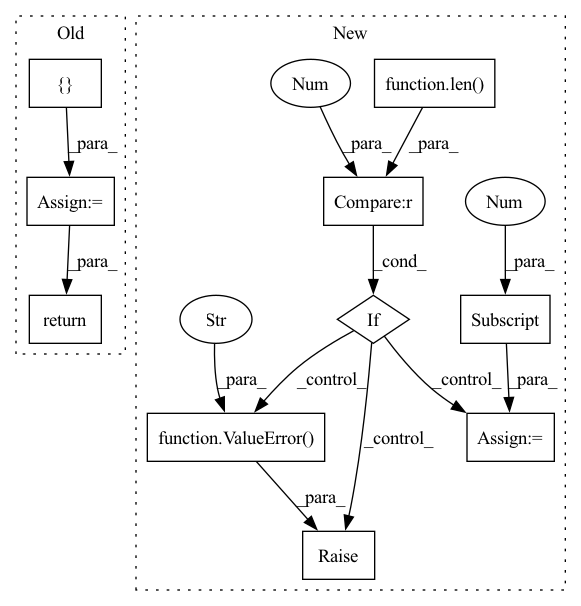 Old
New
{}
Num
function.len()
_para_
_para_
_para_
Assign:=
Compare:r
Num
_para_
_cond_
_para_
return
Str
If
Subscript
_para_
_control_
_control_
_para_
function.ValueError()
_control_
Assign:=
_para_
Raise